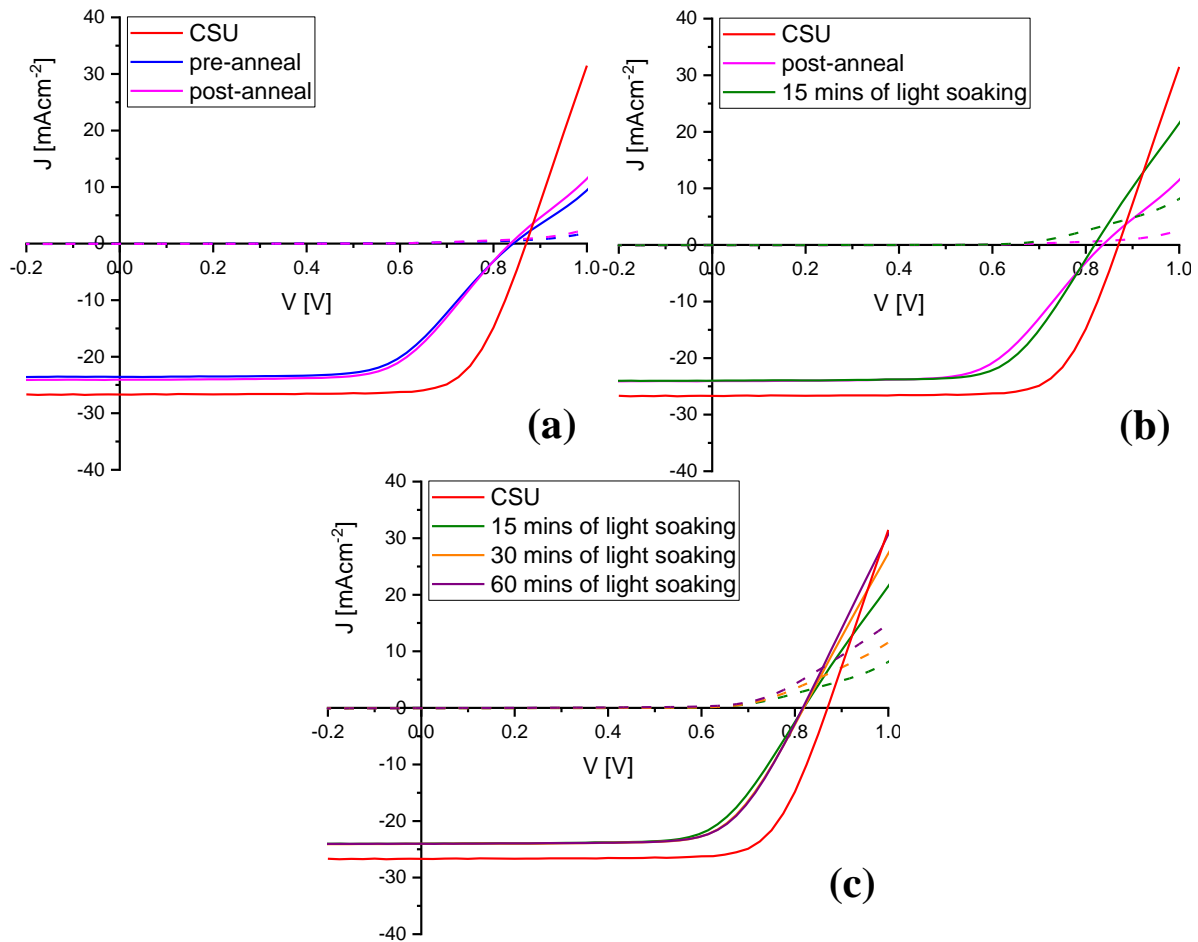 CSU
pre-anneal
post-anneal
J [mAcm-2]
40
30
20
10
0
-10
-20
-30
-40
-0.2 0.0 0.2 0.4 0.6 0.8 1.0
V [V]
(a)
CSU
post-anneal
15 mins of light soaking
J [mAcm-2]
40
30
20
10
0
-10
-20
-30
-40
-0.2 0.0 0.2 0.4 0.6 0.8 1.0
V [V]
(b)
CSU
15 mins of light soaking
30 mins of light soaking
60 mins of light soaking
J [mAcm-2]
40
30
20
10
0
-10
-20
-30
-40
-0.2 0.0 0.2 0.4 0.6 0.8 1.0
V [V]
(c)